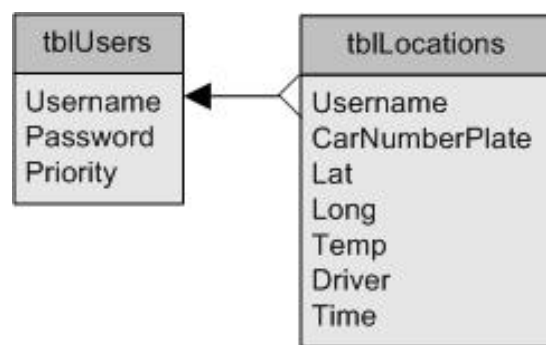 tblUsers
Username
Password
Priority
tblLocations
Username
CarNumberPlate
Lat
Long
Temp
Driver
Time